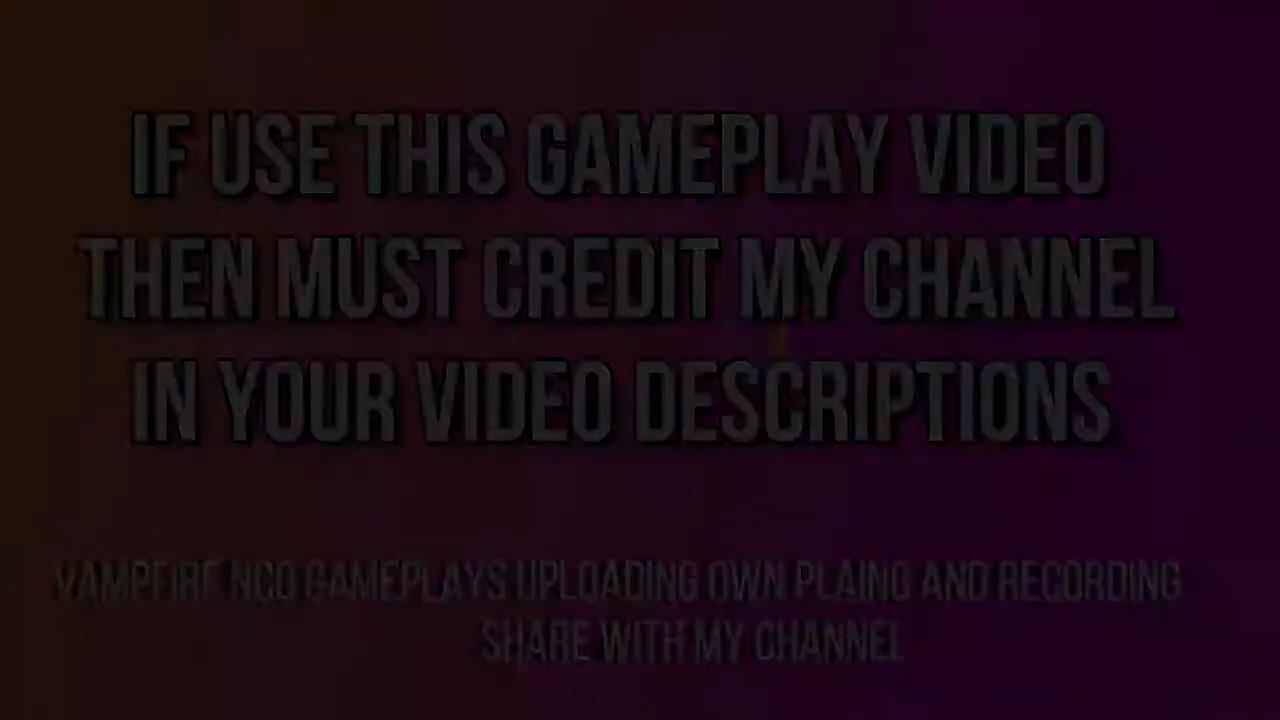 IF USE THIS GAMEPLAY VIDEO
THEN MUST CREDIT MY CHANNEL
IN YOUR VIDEO DESCRIPTIONS
VAMPFIRE NCO GAMEPLAYS UPLOADING OWN PLAING AND RECORDING
SHARE WITH MY CHANNEL